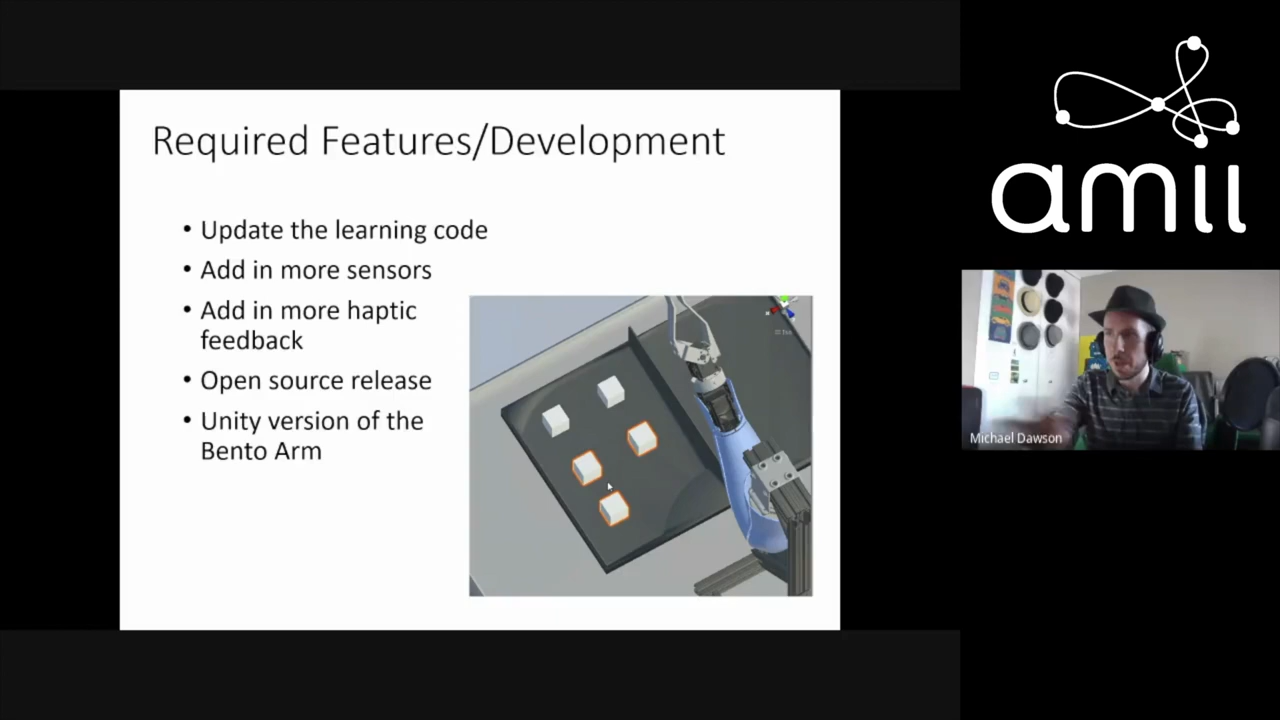 Required Features/Development
• Update the learning code
• Add in more sensors
• Add in more haptic
feedback
• Open source release
• Unity version of the
Bento Arm
amii
Michael Dawson